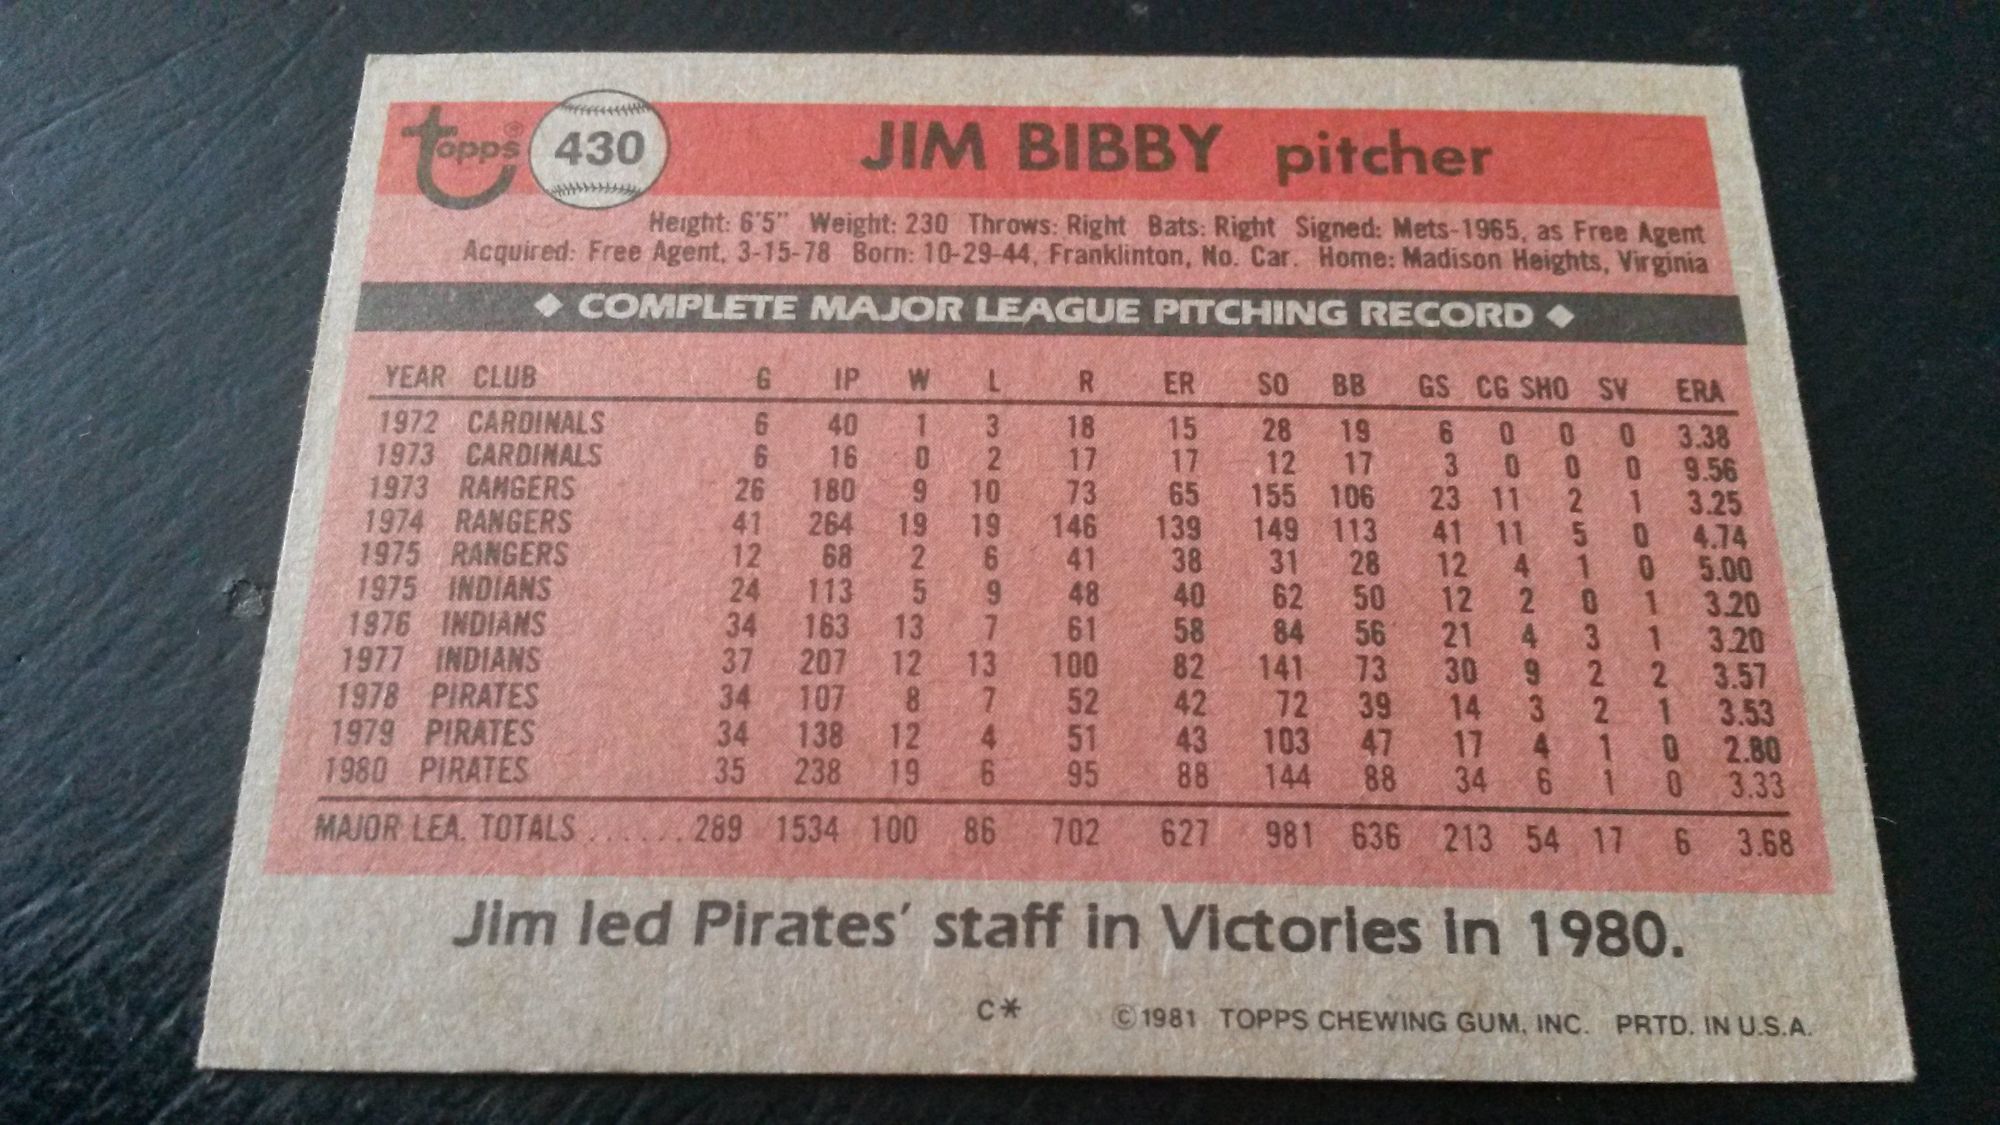 topps® 430 JIM BIBBY pitcher
Height: 6'5" Weight: 230 Throws: Right Bats: Right Signed: Mets-1965, as Free Agent
Acquired: Free Agent, 3-15-78 Born: 10-29-44, Franklinton, No. Car. Home: Madison Heights, Virginia
◆ COMPLETE MAJOR LEAGUE PITCHING RECORD ◆
YEAR CLUB G IP W L R ER SO BB GS CG SHO SV ERA
1972 CARDINALS 6 40 1 3 18 15 28 19 6 0 0 0 3.38
1973 CARDINALS 6 16 0 2 17 17 12 17 3 0 0 0 9.56
1973 RANGERS 26 180 9 10 73 65 155 106 23 11 2 1 3.25
1974 RANGERS 41 264 19 19 146 139 149 113 41 11 5 0 4.74
1975 RANGERS 12 68 2 6 41 38 31 28 12 4 1 0 5.00
1975 INDIANS 24 113 5 9 48 40 62 50 12 2 0 1 3.20
1976 INDIANS 34 163 13 7 61 58 84 56 21 4 3 1 3.20
1977 INDIANS 37 207 12 13 100 82 141 73 30 9 2 2 3.57
1978 PIRATES 34 107 8 7 52 42 72 39 14 3 2 1 3.53
1979 PIRATES 34 138 12 4 51 43 103 47 17 4 1 0 2.80
1980 PIRATES 35 238 19 6 95 88 144 88 34 6 1 0 3.33
MAJOR LEA. TOTALS ...... 289 1534 100 86 702 627 981 636 213 54 17 6 3.68
Jim led Pirates' staff in Victories in 1980.
C* ©1981 TOPPS CHEWING GUM, INC. PRTD. IN U.S.A.